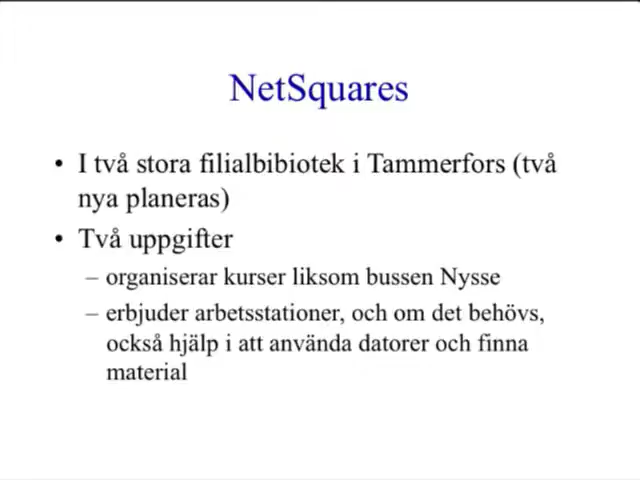 NetSquares
• I två stora filialbibiotek i Tammerfors (två
nya planeras)
• Två uppgifter
– organiserar kurser liksom bussen Nysse
– erbjuder arbetsstationer, och om det behövs,
också hjälp i att använda datorer och finna
material